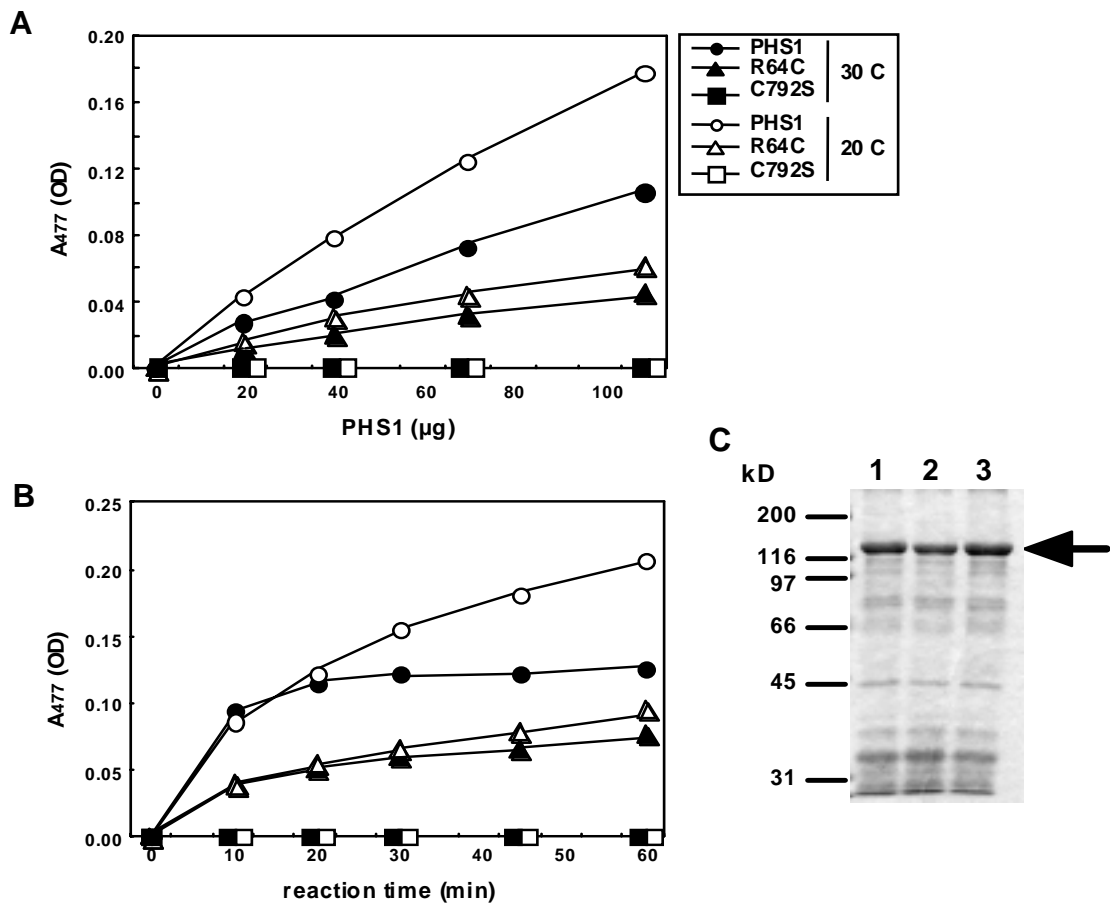 A
0.20
0.16
0.12
0.08
0.04
0.00
A477 (OD)
0 20 40 60 80 100
PHS1 (µg)
PHS1
R64C
C792S
30 C
PHS1
R64C
C792S
20 C
B
0.25
0.20
0.15
0.10
0.05
0.00
A477 (OD)
0 10 20 30 40 50 60
reaction time (min)
C
kD 1 2 3
200
116
97
66
45
31